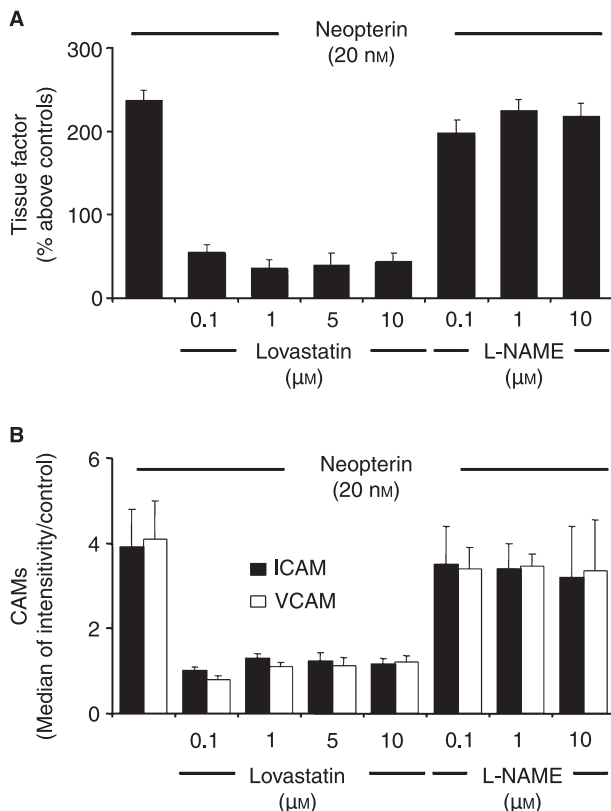 A
Neopterin
(20 nM)
Tissue factor
(% above controls)
300
200
100
0
0.1 1 5 10 0.1 1 10
Lovastatin L-NAME
(µM) (µM)
B
Neopterin
(20 nM)
CAMs
(Median of intensitivity/control)
6
4
2
0
ICAM
VCAM
0.1 1 5 10 0.1 1 10
Lovastatin L-NAME
(µM) (µM)